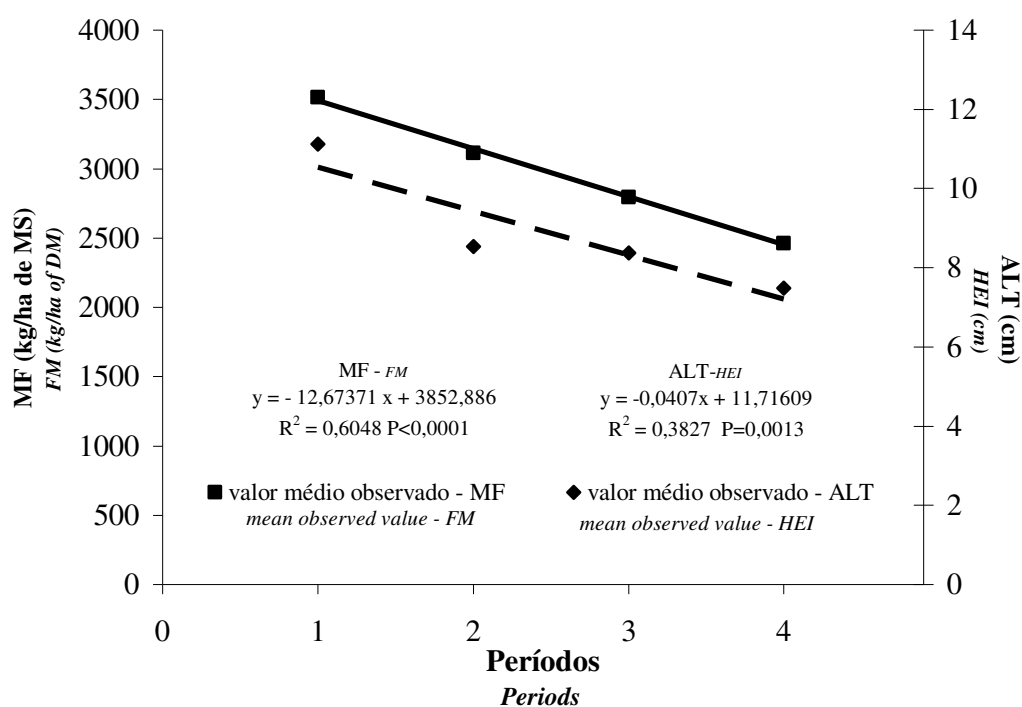 4000
3500
3000
2500
2000
1500
1000
500
0
MF (kg/ha de MS)
FM (kg/ha of DM)
14
12
10
8
6
4
2
0
ALT (cm)
HEI (cm)
MF - FM
y = - 12,67371 x + 3852,886
R² = 0,6048 P<0,0001
ALT-HEI
y = -0,0407x + 11,71609
R² = 0,3827 P=0,0013
valor médio observado - MF
mean observed value - FM
valor médio observado - ALT
mean observed value - HEI
0 1 2 3 4
Períodos
Periods